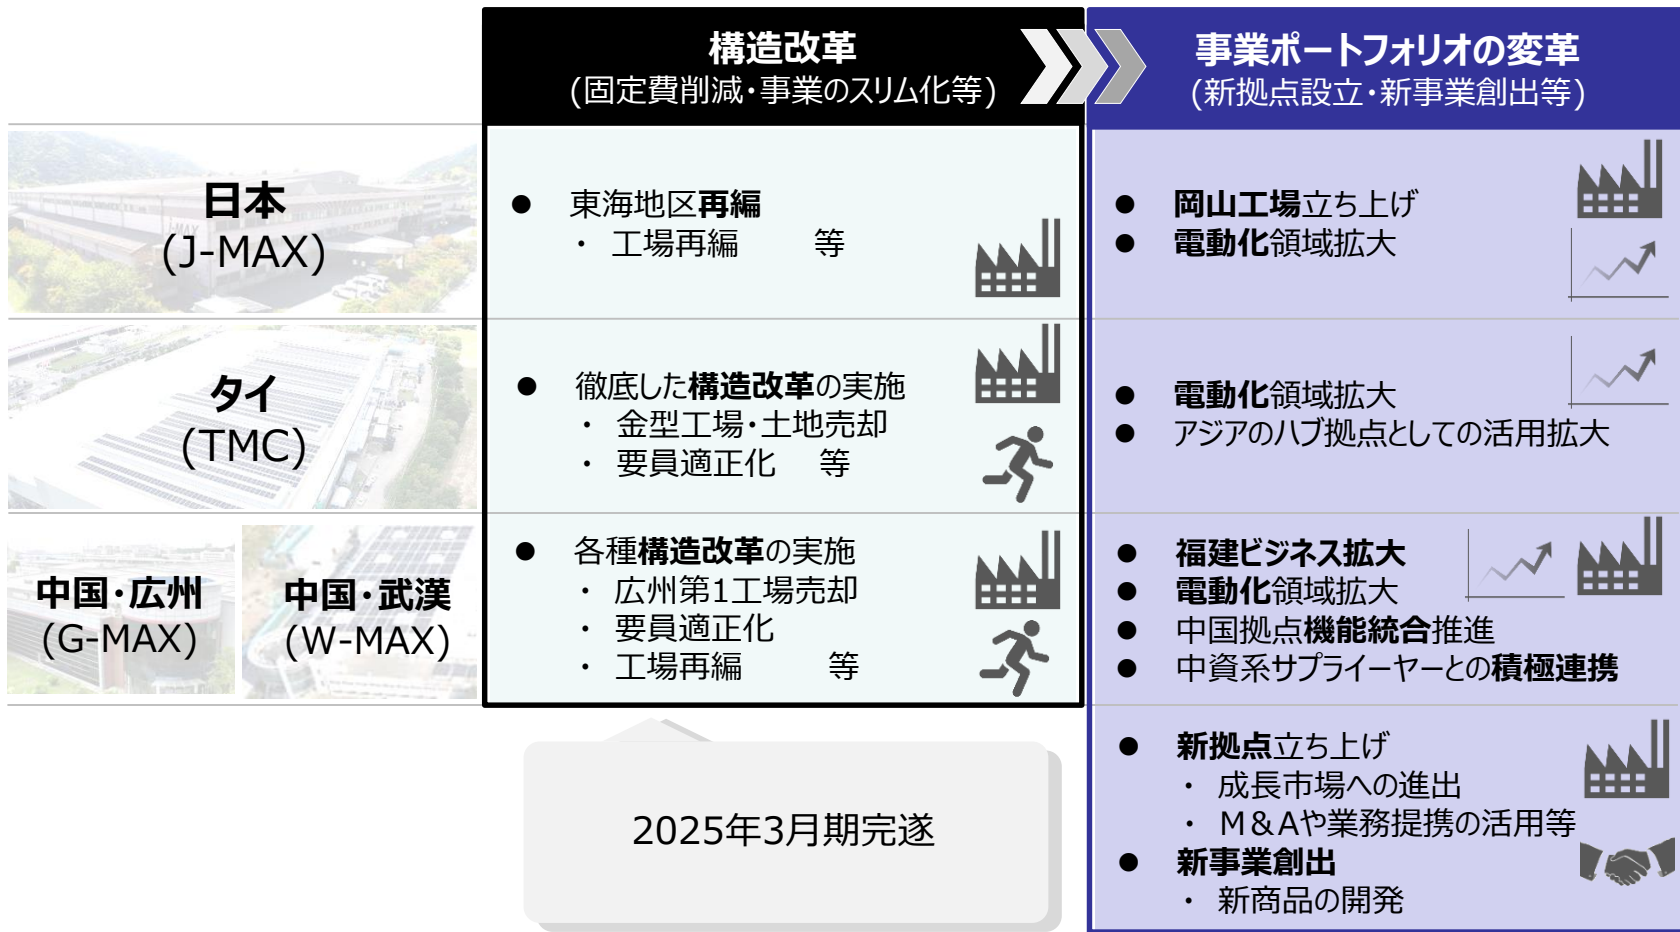 構造改革
(固定費削減・事業のスリム化等)
事業ポートフォリオの変革
(新拠点設立・新事業創出等)
日本
(J-MAX)
● 東海地区再編
・ 工場再編 等
● 岡山工場立ち上げ
● 電動化領域拡大
タイ
(TMC)
● 徹底した構造改革の実施
・ 金型工場・土地売却
・ 要員適正化 等
● 電動化領域拡大
● アジアのハブ拠点としての活用拡大
中国・広州
(G-MAX)
中国・武漢
(W-MAX)
● 各種構造改革の実施
・ 広州第1工場売却
・ 要員適正化
・ 工場再編 等
● 福建ビジネス拡大
● 電動化領域拡大
● 中国拠点機能統合推進
● 中資系サプライーヤーとの積極連携
2025年3月期完遂
● 新拠点立ち上げ
・ 成長市場への進出
・ M&Aや業務提携の活用等
● 新事業創出
・ 新商品の開発